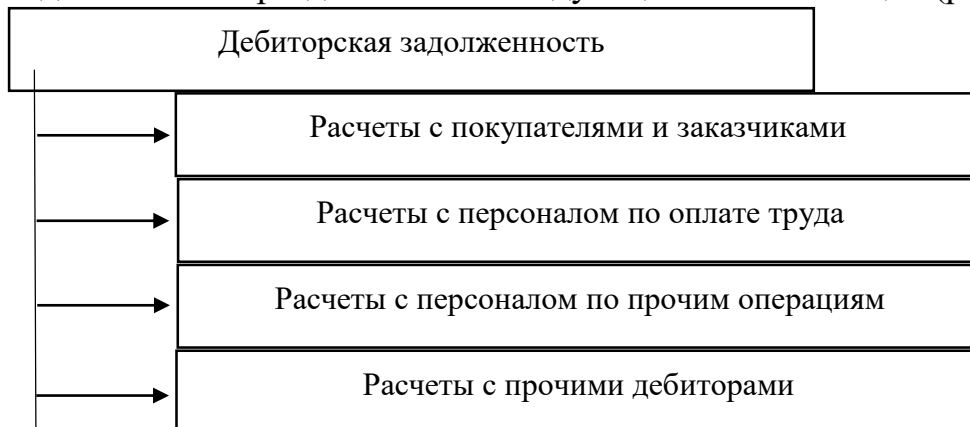 Дебиторская задолженность
Расчеты с покупателями и заказчиками
Расчеты с персоналом по оплате труда
Расчеты с персоналом по прочим операциям
Расчеты с прочими дебиторами